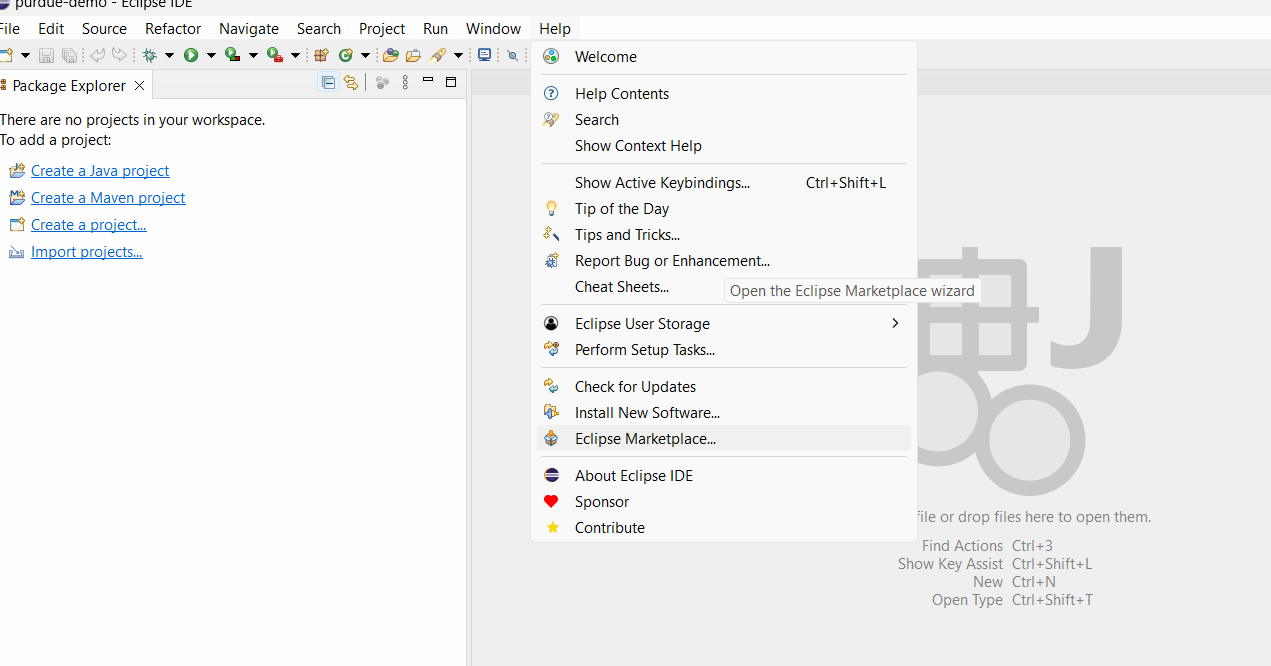 purdue-demo - Eclipse IDE
File Edit Source Refactor Navigate Search Project Run Window Help
Package Explorer
There are no projects in your workspace.
To add a project:
Create a Java project
Create a Maven project
Create a project...
Import projects...
Welcome
Help Contents
Search
Show Context Help
Show Active Keybindings... Ctrl+Shift+L
Tip of the Day
Tips and Tricks...
Report Bug or Enhancement...
Cheat Sheets...
Open the Eclipse Marketplace wizard
Eclipse User Storage
Perform Setup Tasks...
Check for Updates
Install New Software...
Eclipse Marketplace...
About Eclipse IDE
Sponsor
Contribute
file or drop files here to open them.
Find Actions Ctrl+3
Show Key Assist Ctrl+Shift+L
New Ctrl+N
Open Type Ctrl+Shift+T